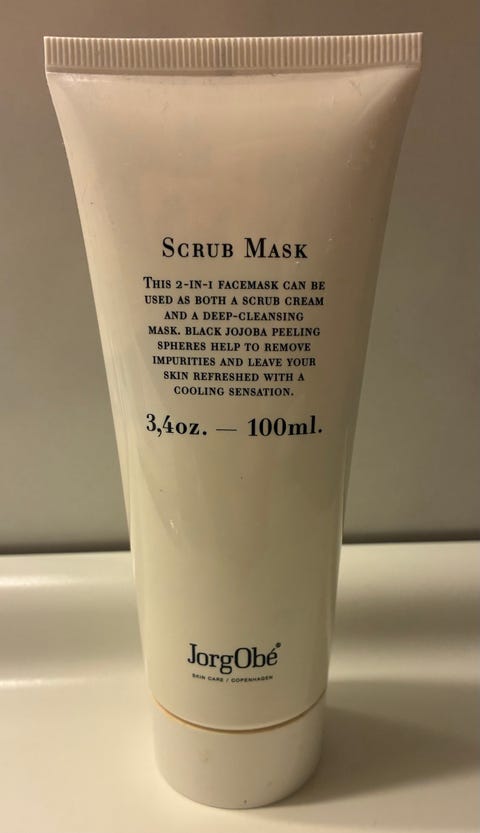 Scrub Mask
This 2-in-1 facemask can be
used as both a scrub cream
and a deep-cleansing
mask. Black jojoba peeling
spheres help to remove
impurities and leave your
skin refreshed with a
cooling sensation.
3,4oz. — 100ml.
JorgObé®
SKIN CARE / COPENHAGEN